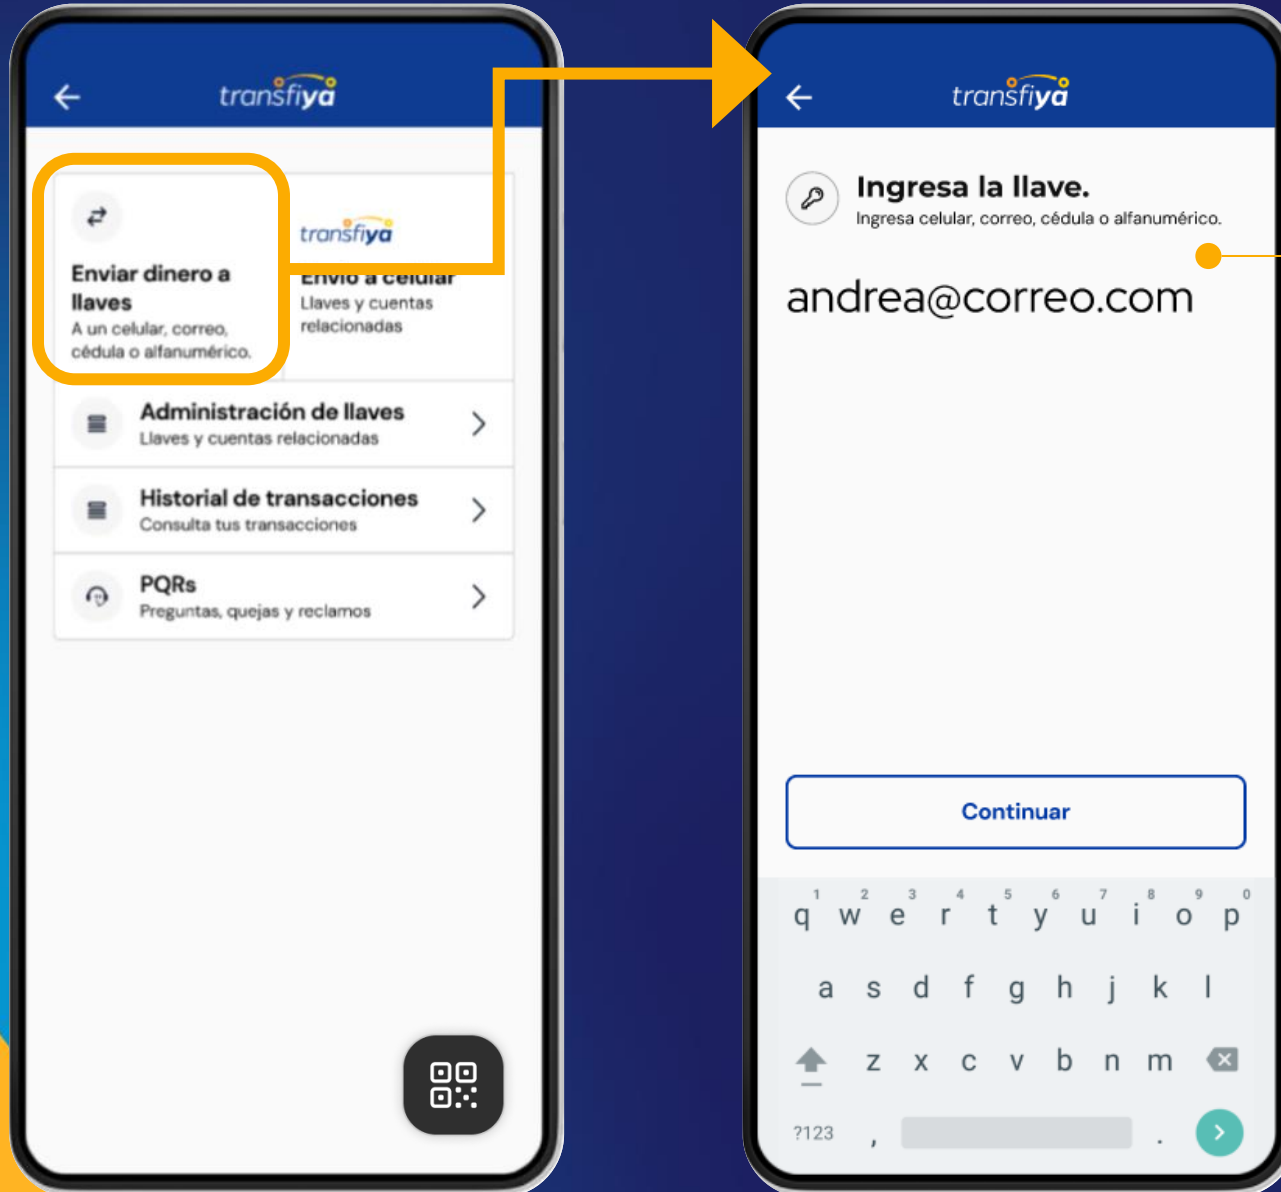 transfiya
Enviar dinero a
llaves
A un celular, correo,
cédula o alfanumérico.
transfiya
Envío a celular
Llaves y cuentas
relacionadas
Administración de llaves
Llaves y cuentas relacionadas
Historial de transacciones
Consulta tus transacciones
PQRs
Preguntas, quejas y reclamos
transfiya
Ingresa la llave.
Ingresa celular, correo, cédula o alfanumérico.
andrea@correo.com
Continuar
1 2 3 4 5 6 7 8 9 0
q w e r t y u i o p
a s d f g h j k l
z x c v b n m
?123 , .